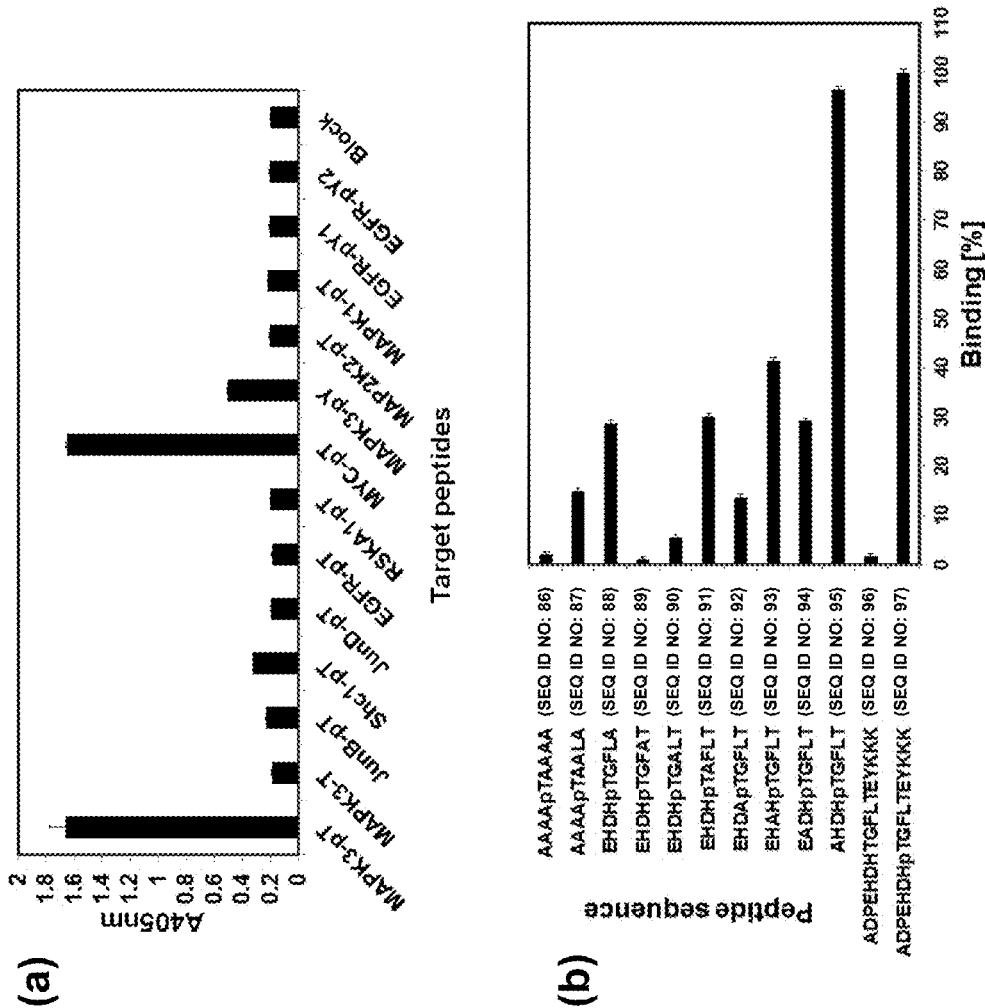 (a)
A405nm
2
1.8
1.6
1.4
1.2
1
0.8
0.6
0.4
0.2
0
MAPK3-pT
MAPK3-T
JunB-pT
Shc1-pT
JunD-pT
EGFR-pT
RSKA1-pT
MYC-pT
MAPK3-pY
MAP2K2-pT
MAPK1-pT
EGFR-pY1
EGFR-pY2
Block
Target peptides
(b)
Peptide sequence
AAAApTAAAA (SEQ ID NO: 86)
AAAApTAALA (SEQ ID NO: 87)
EHDHpTGFLA (SEQ ID NO: 88)
EHDHpTGFAT (SEQ ID NO: 89)
EHDHpTGALT (SEQ ID NO: 90)
EHDHpTAFLT (SEQ ID NO: 91)
EHDApTGFLT (SEQ ID NO: 92)
EHAHpTGFLT (SEQ ID NO: 93)
EADHpTGFLT (SEQ ID NO: 94)
AHDHpTGFLT (SEQ ID NO: 95)
ADPEHDHTGFLTEYKKK (SEQ ID NO: 96)
ADPEHDHpTGFLTEYKKK (SEQ ID NO: 97)
0 10 20 30 40 50 60 70 80 90 100 110
Binding [%]